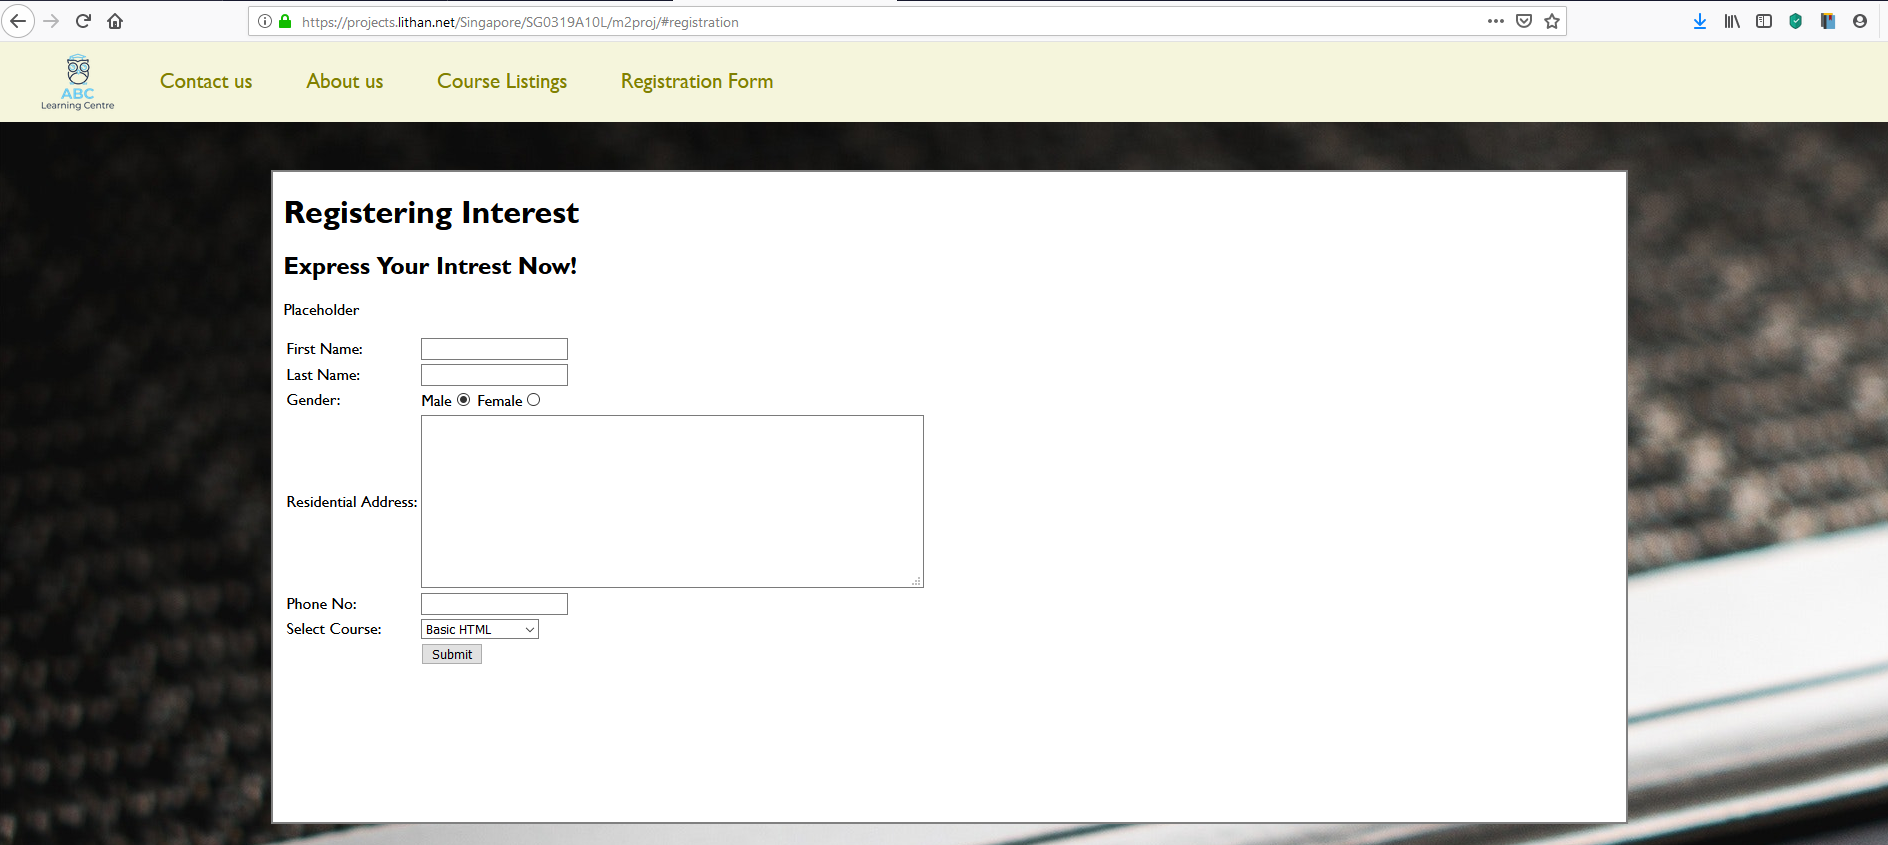 https://projects.lithan.net/Singapore/SG0319A10L/m2proj/#registration
ABC
Learning Centre
Contact us
About us
Course Listings
Registration Form
Registering Interest
Express Your Intrest Now!
Placeholder
First Name:
Last Name:
Gender: Male Female
Residential Address:
Phone No:
Select Course: Basic HTML
Submit